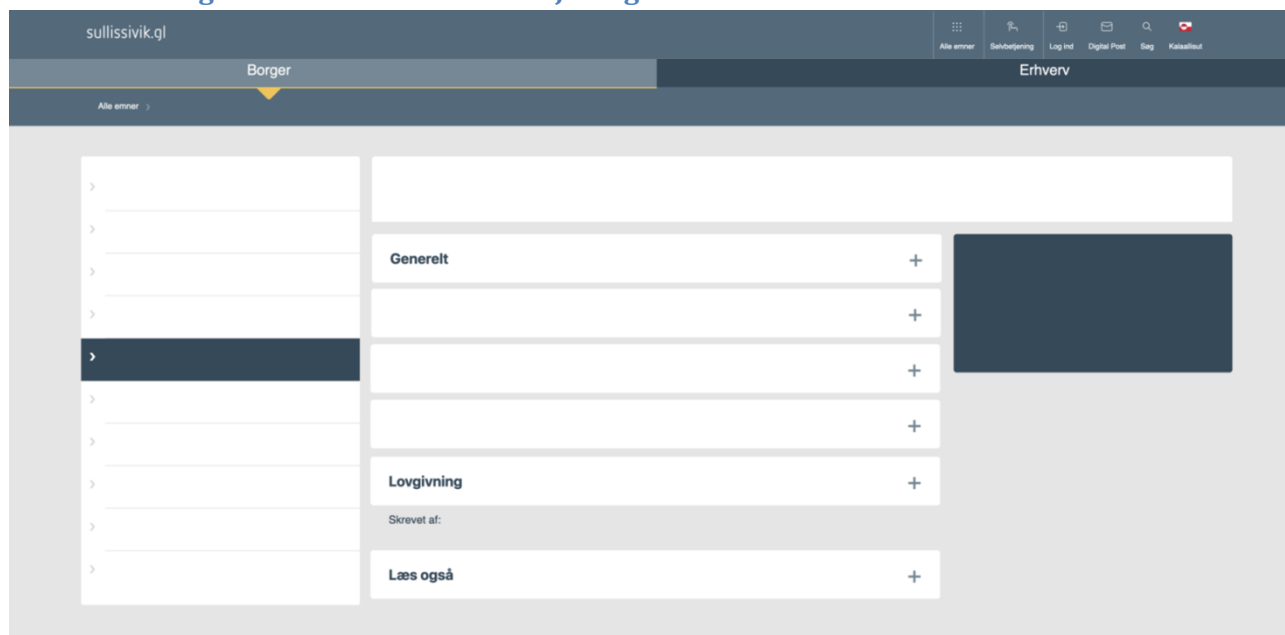 sullissivik.gl
Alle emner Selvbetjening Log ind Digital Post Søg Kalaallisut
Borger Erhverv
Alle emner
Generelt
Lovgivning
Skrevet af:
Læs også